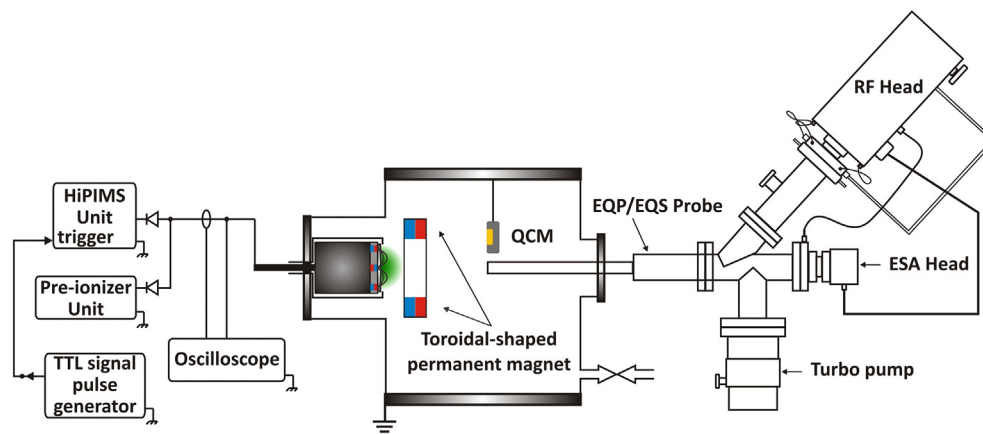 HiPIMS
Unit
trigger
Pre-ionizer
Unit
TTL signal
pulse
generator
Oscilloscope
QCM
Toroidal-shaped
permanent magnet
EQP/EQS Probe
RF Head
ESA Head
Turbo pump